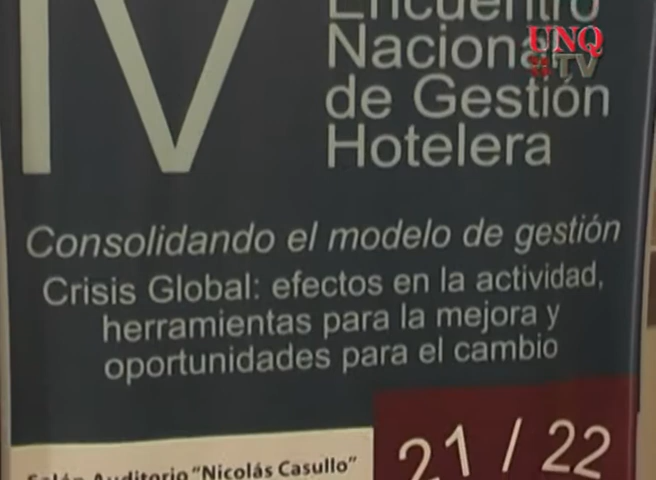 IV
Encuentro
Nacional
de Gestión
Hotelera
UNQ
TV
Consolidando el modelo de gestión
Crisis Global: efectos en la actividad,
herramientas para la mejora y
oportunidades para el cambio
Salón Auditorio "Nicolás Casullo"
21 / 22